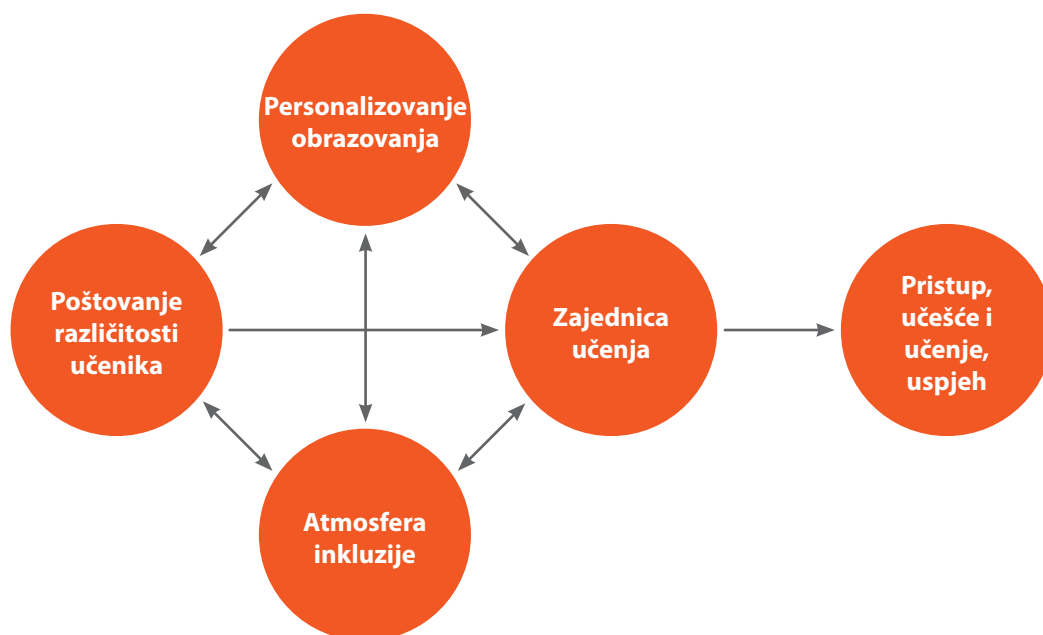 Personalizovanje
obrazovanja
Poštovanje
različitosti
učenika
Zajednica
učenja
Pristup,
učešće i
učenje,
uspjeh
Atmosfera
inkluzije